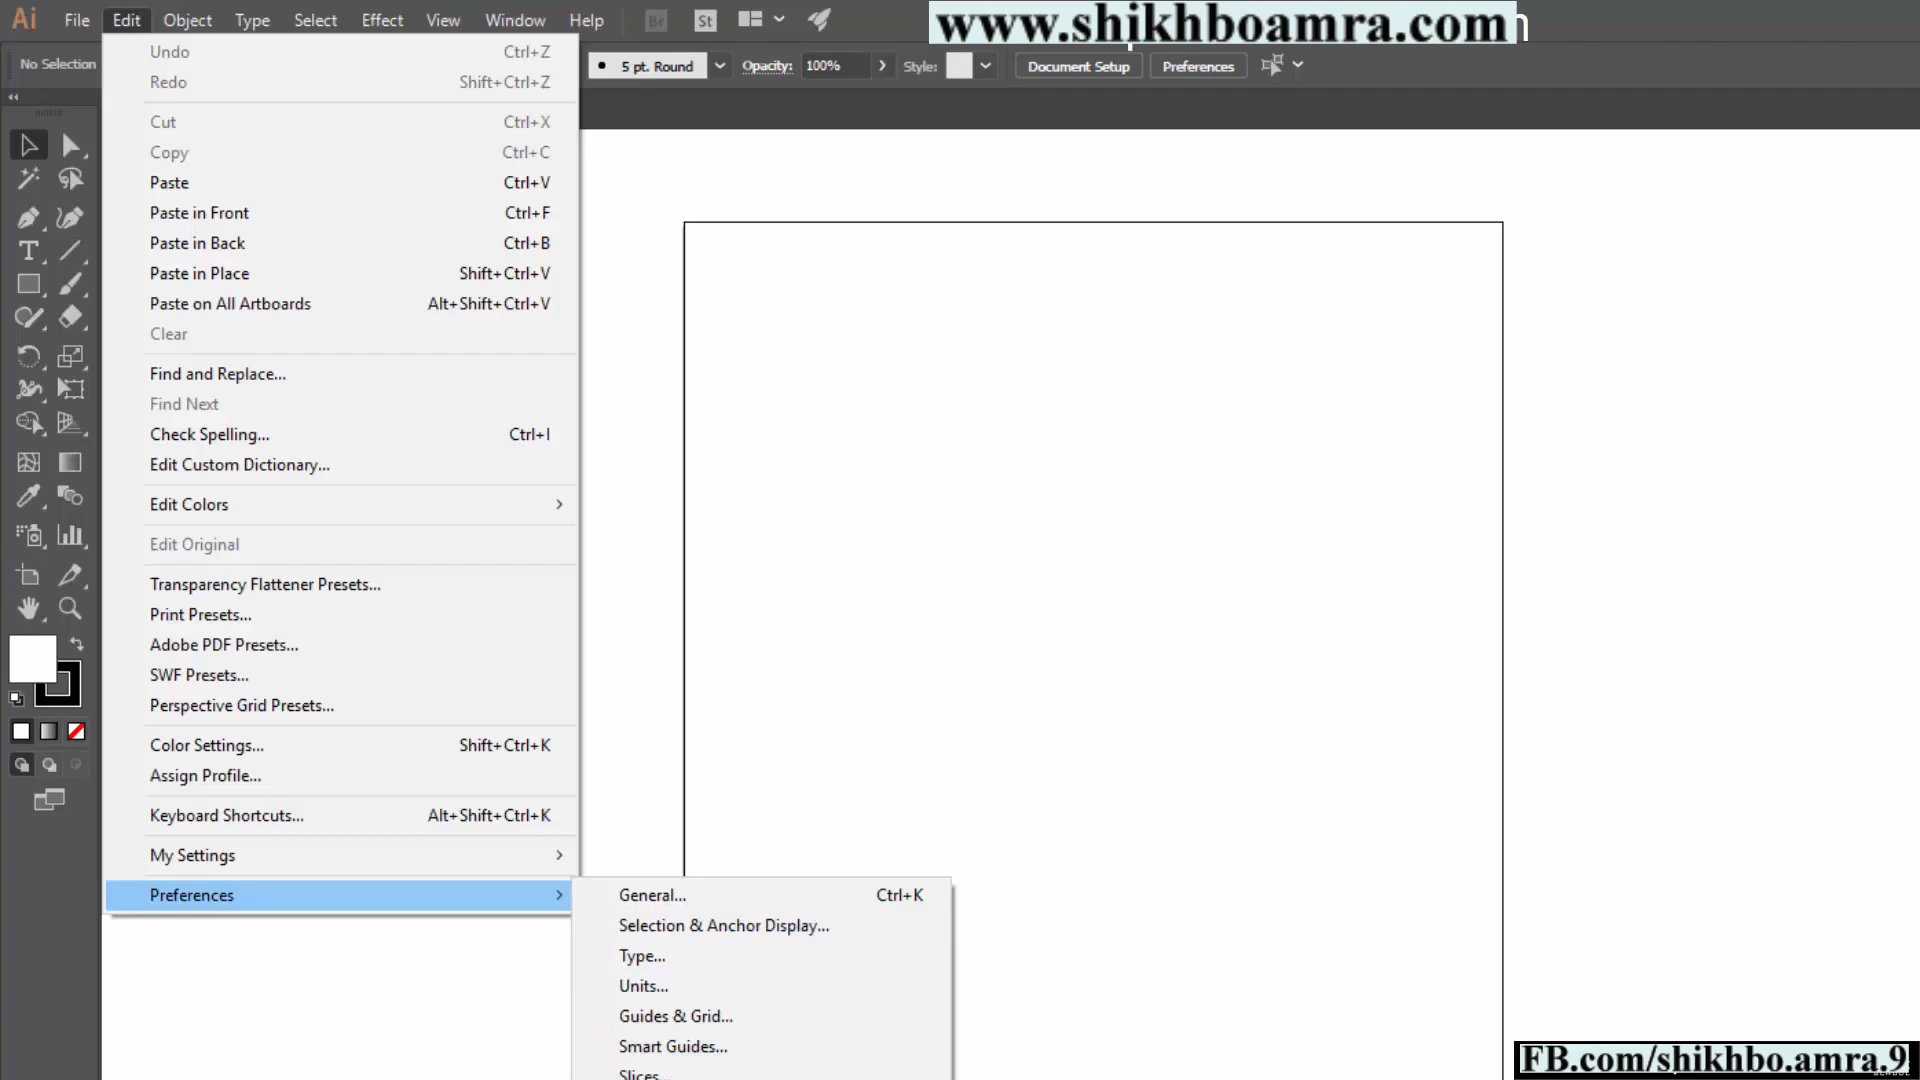 Ai File Edit Object Type Select Effect View Window Help Br St
www.shikhboamra.com
No Selection 5 pt. Round Opacity: 100% Style: Document Setup Preferences
Undo Ctrl+Z
Redo Shift+Ctrl+Z
Cut Ctrl+X
Copy Ctrl+C
Paste Ctrl+V
Paste in Front Ctrl+F
Paste in Back Ctrl+B
Paste in Place Shift+Ctrl+V
Paste on All Artboards Alt+Shift+Ctrl+V
Clear
Find and Replace...
Find Next
Check Spelling... Ctrl+I
Edit Custom Dictionary...
Edit Colors
Edit Original
Transparency Flattener Presets...
Print Presets...
Adobe PDF Presets...
SWF Presets...
Perspective Grid Presets...
Color Settings... Shift+Ctrl+K
Assign Profile...
Keyboard Shortcuts... Alt+Shift+Ctrl+K
My Settings
Preferences
General... Ctrl+K
Selection & Anchor Display...
Type...
Units...
Guides & Grid...
Smart Guides...
Slices...
FB.com/shikhbo.amra.9